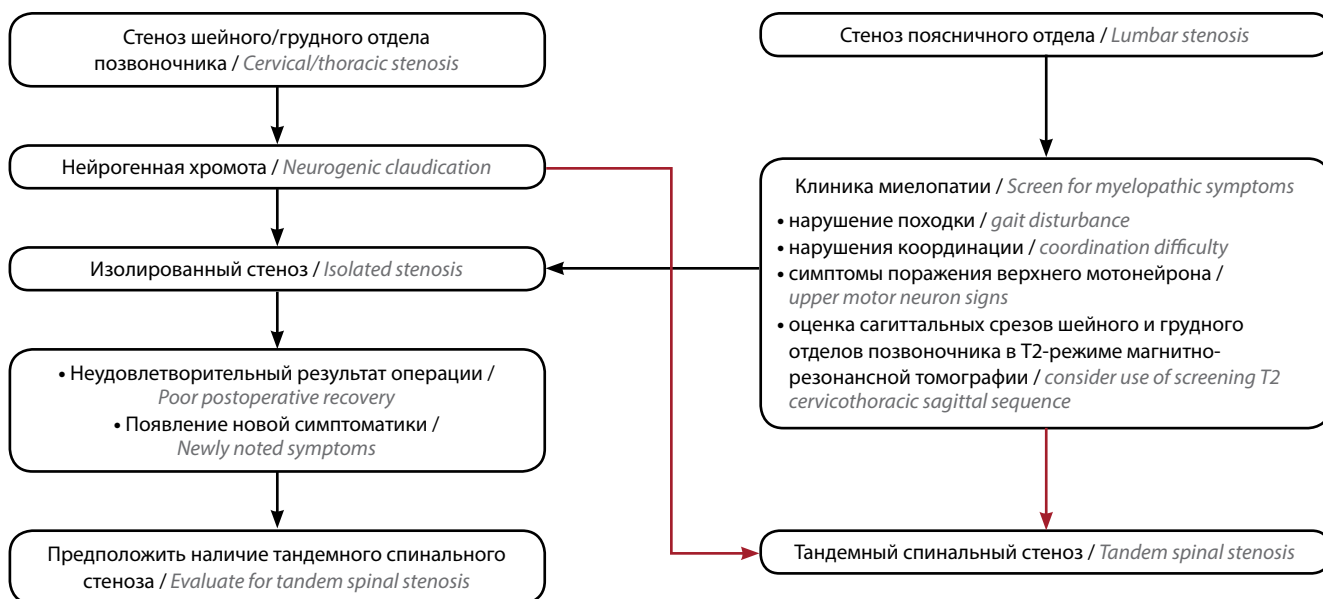 Стеноз шейного/грудного отдела
позвоночника / Cervical/thoracic stenosis
Нейрогенная хромота / Neurogenic claudication
Изолированный стеноз / Isolated stenosis
• Неудовлетворительный результат операции /
Poor postoperative recovery
• Появление новой симптоматики /
Newly noted symptoms
Предположить наличие тандемного спинального
стеноза / Evaluate for tandem spinal stenosis
Стеноз поясничного отдела / Lumbar stenosis
Клиника миелопатии / Screen for myelopathic symptoms
• нарушение походки / gait disturbance
• нарушения координации / coordination difficulty
• симптомы поражения верхнего мотонейрона /
upper motor neuron signs
• оценка сагиттальных срезов шейного и грудного
отделов позвоночника в Т2-режиме магнитно-
резонансной томографии / consider use of screening T2
cervicothoracic sagittal sequence
Тандемный спинальный стеноз / Tandem spinal stenosis